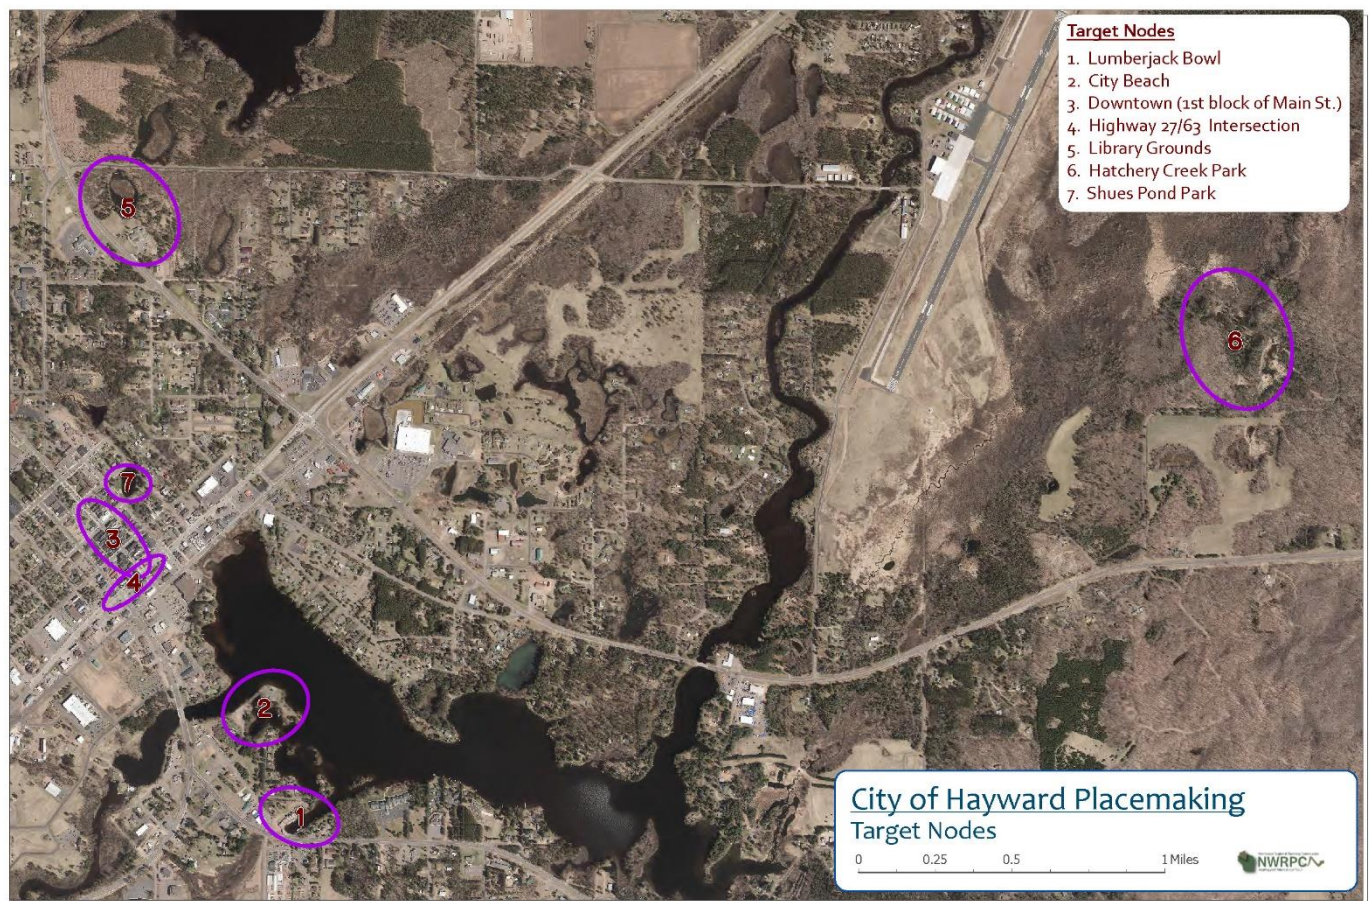 Target Nodes
1. Lumberjack Bowl
2. City Beach
3. Downtown (1st block of Main St.)
4. Highway 27/63 Intersection
5. Library Grounds
6. Hatchery Creek Park
7. Shues Pond Park
5
6
7
3
4
2
1
City of Hayward Placemaking
Target Nodes
0 0.25 0.5 1 Miles
NWRPC